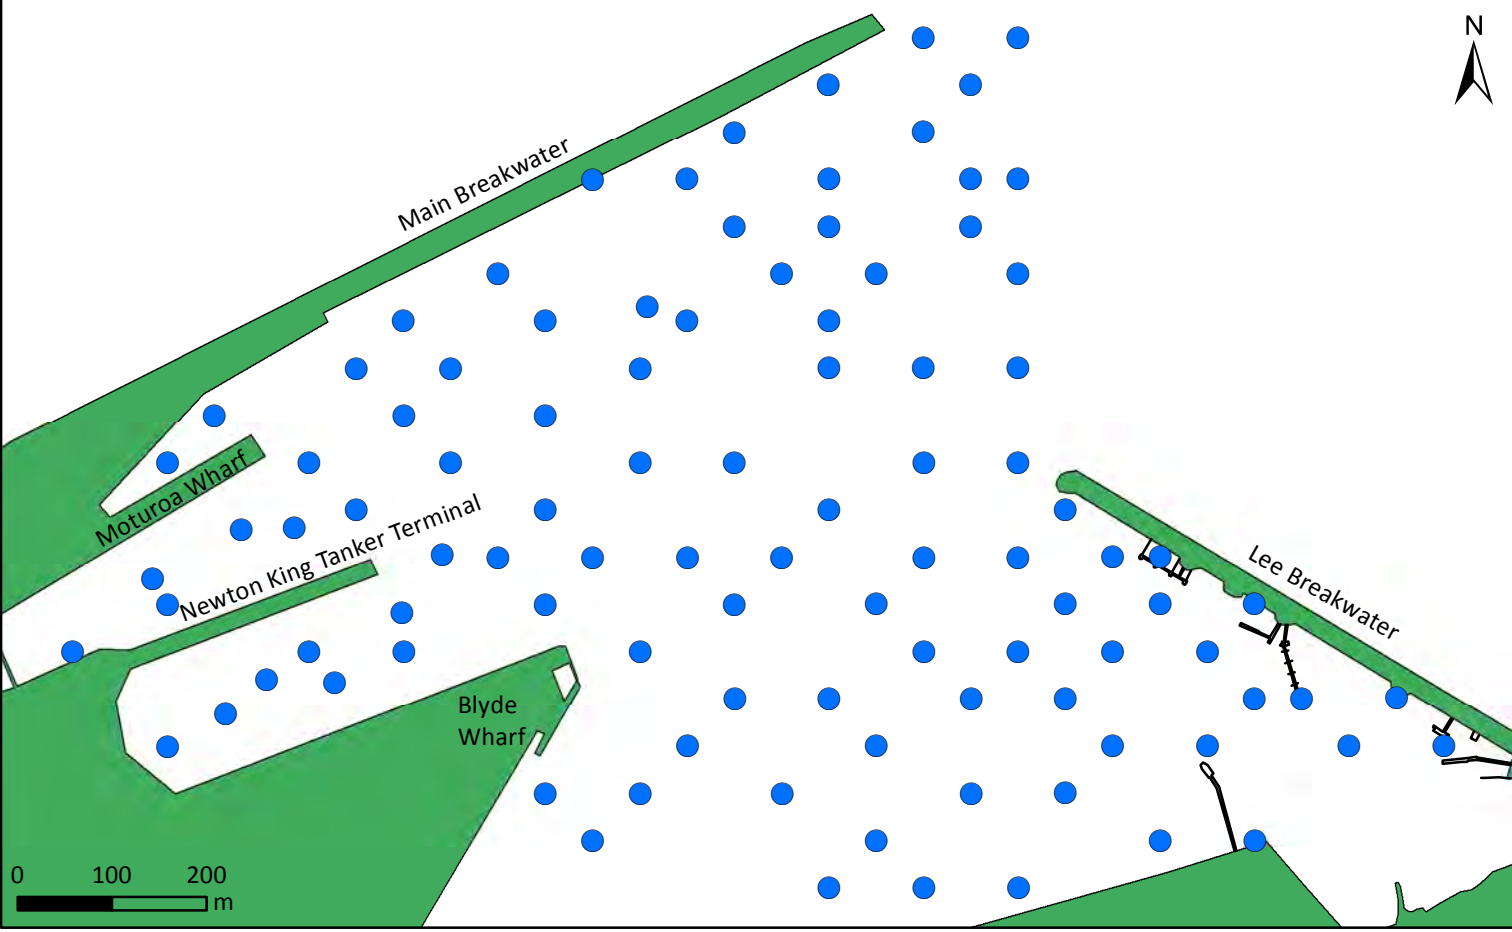 N
Main Breakwater
Moturoa Wharf
Newton King Tanker Terminal
Lee Breakwater
Blyde
Wharf
0 100 200
m